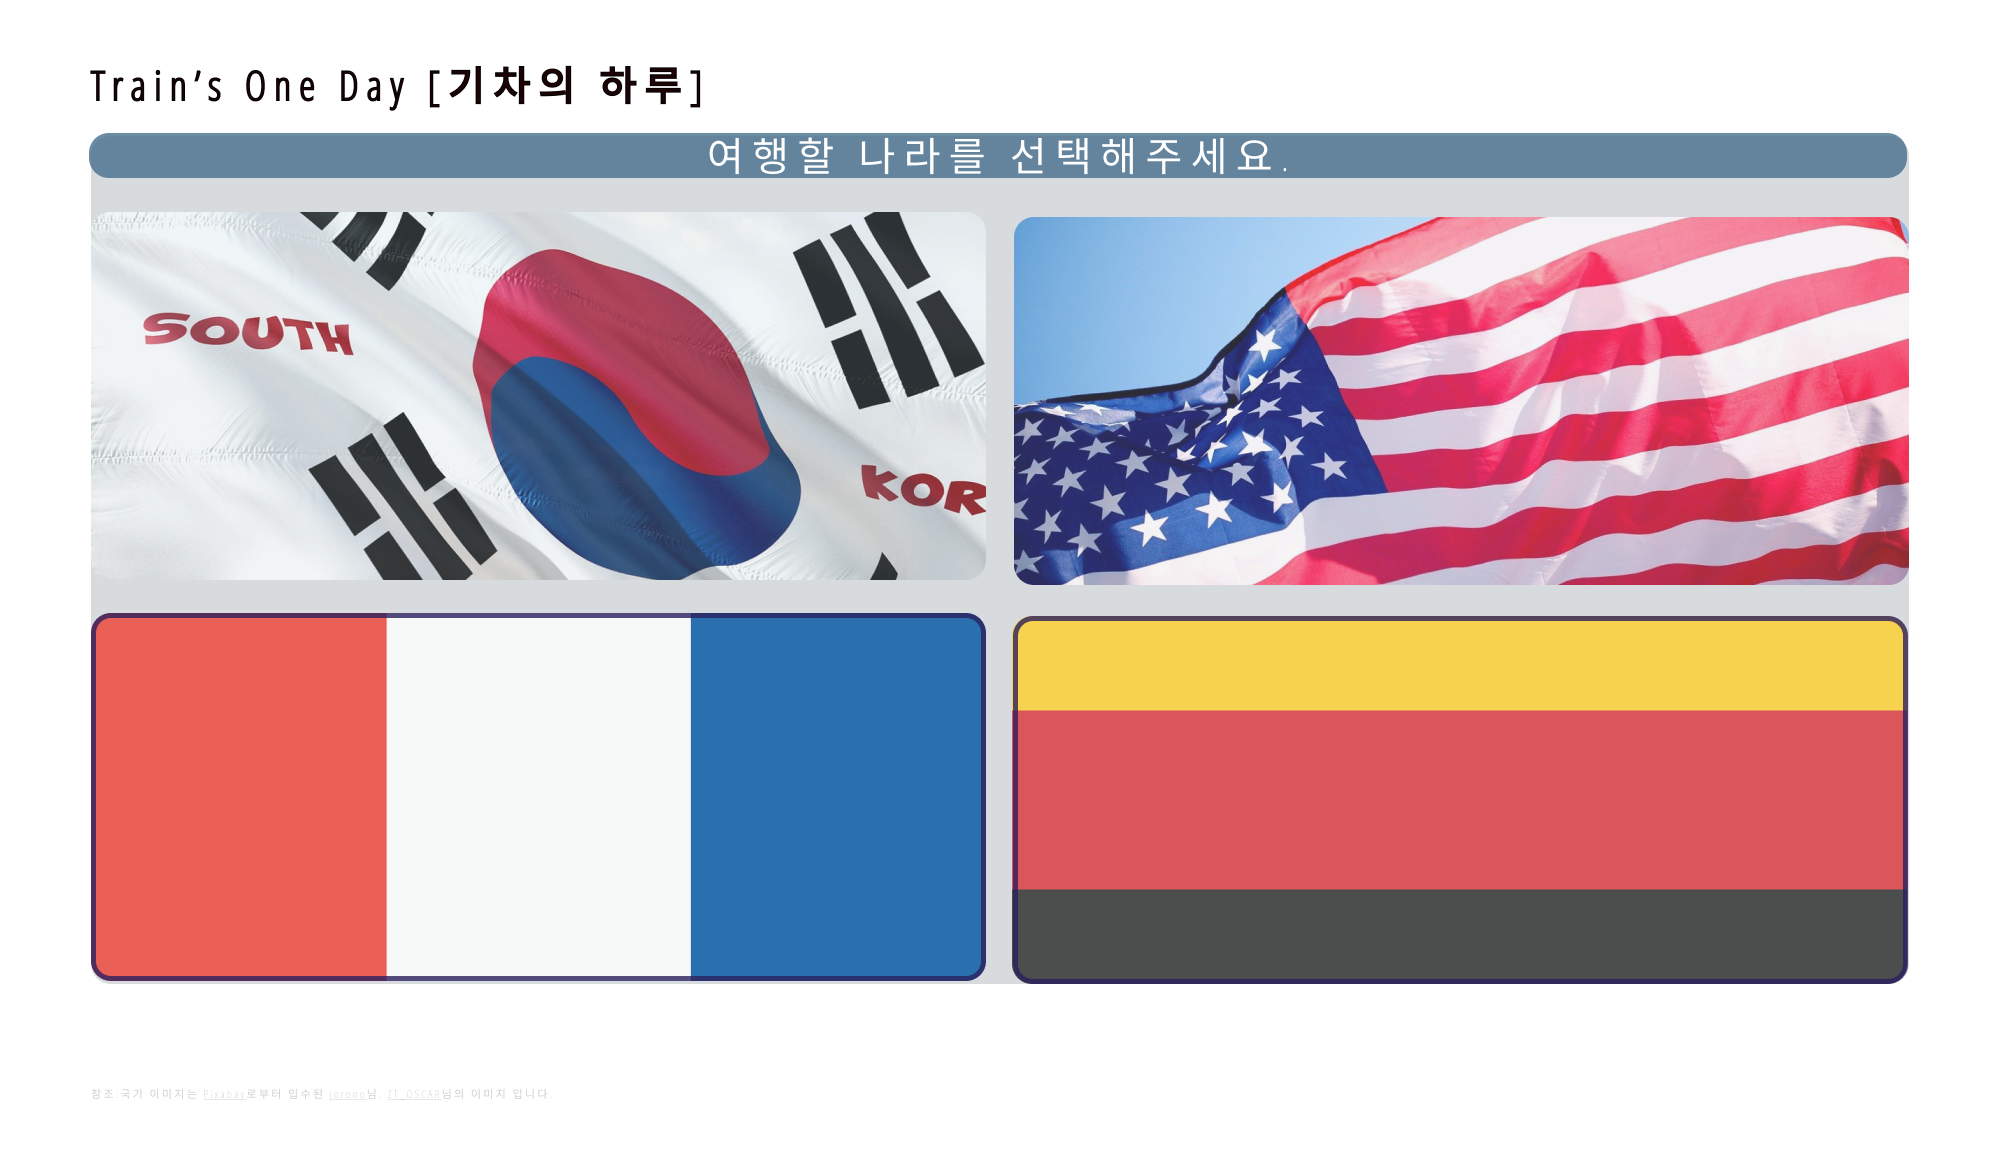 Train's One Day [기차의 하루]
여행할 나라를 선택해주세요.
SOUTH
KOR
참조:국기 이미지는 Pixabay로부터 입수된 jorono님, ZT_OSCAR님의 이미지 입니다.